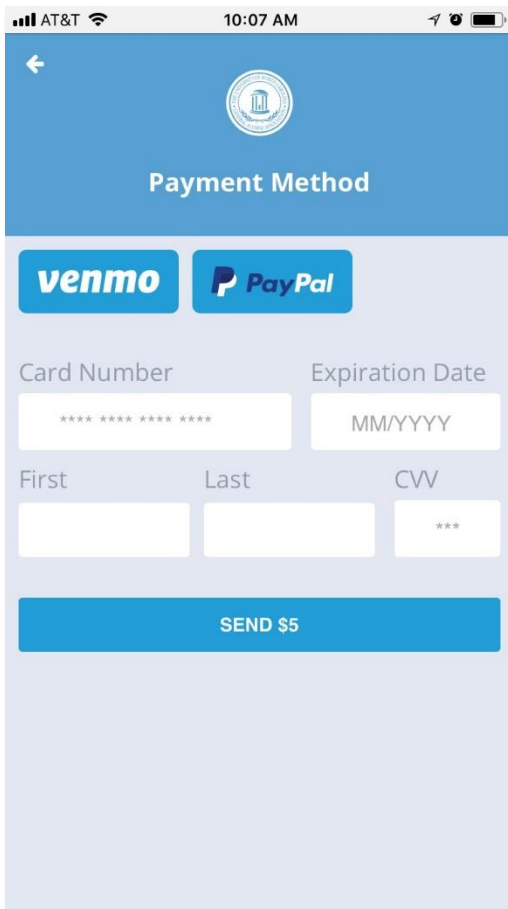 AT&T 10:07 AM
Payment Method
venmo PayPal
Card Number Expiration Date
**** **** **** **** MM/YYYY
First Last CVV
***
SEND $5